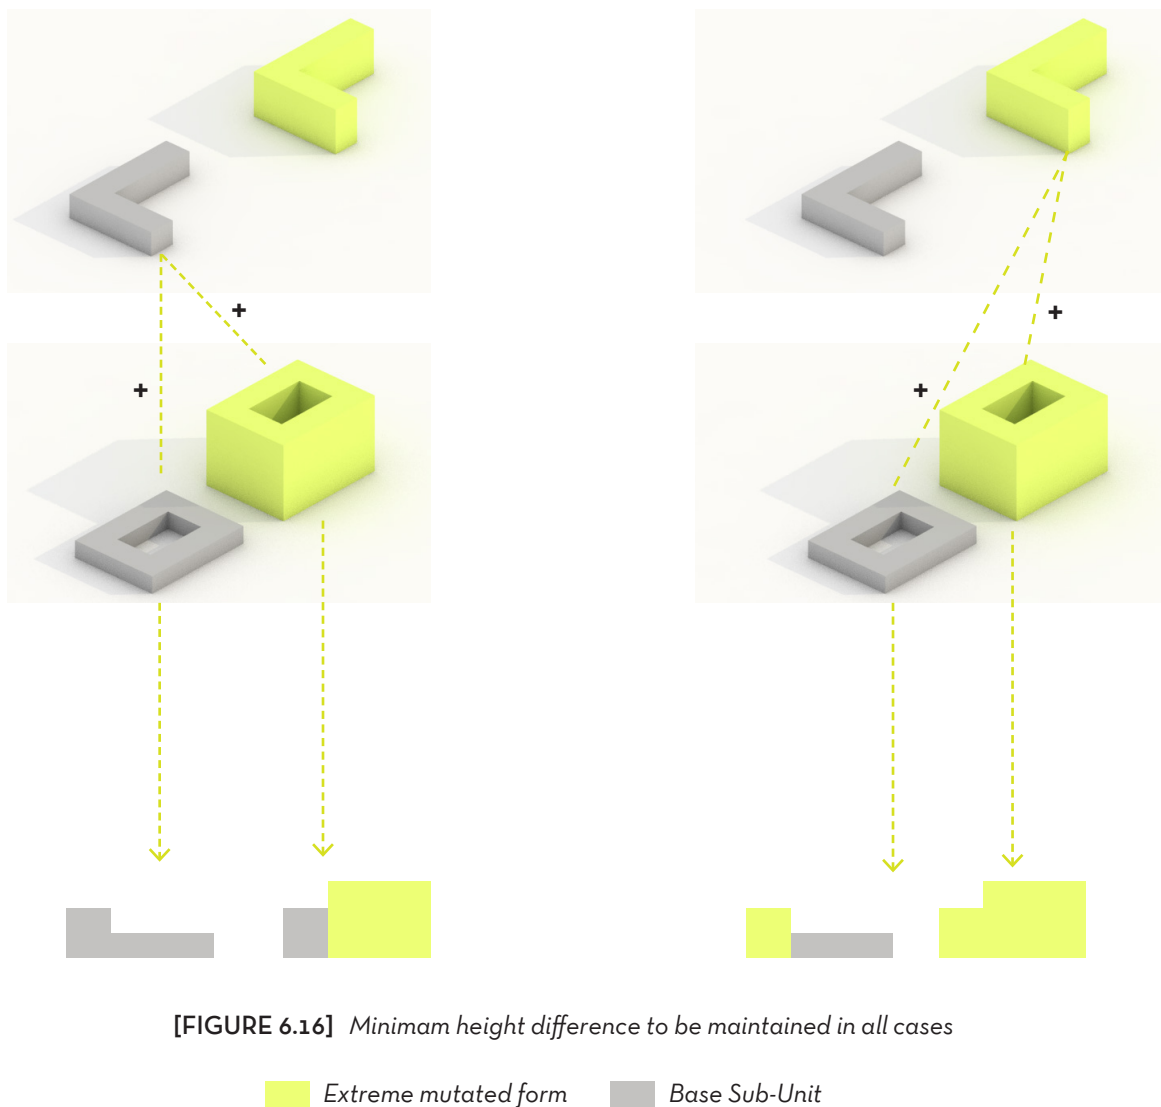 +
+
+
+
[FIGURE 6.16] Minimam height difference to be maintained in all cases
Extreme mutated form
Base Sub-Unit